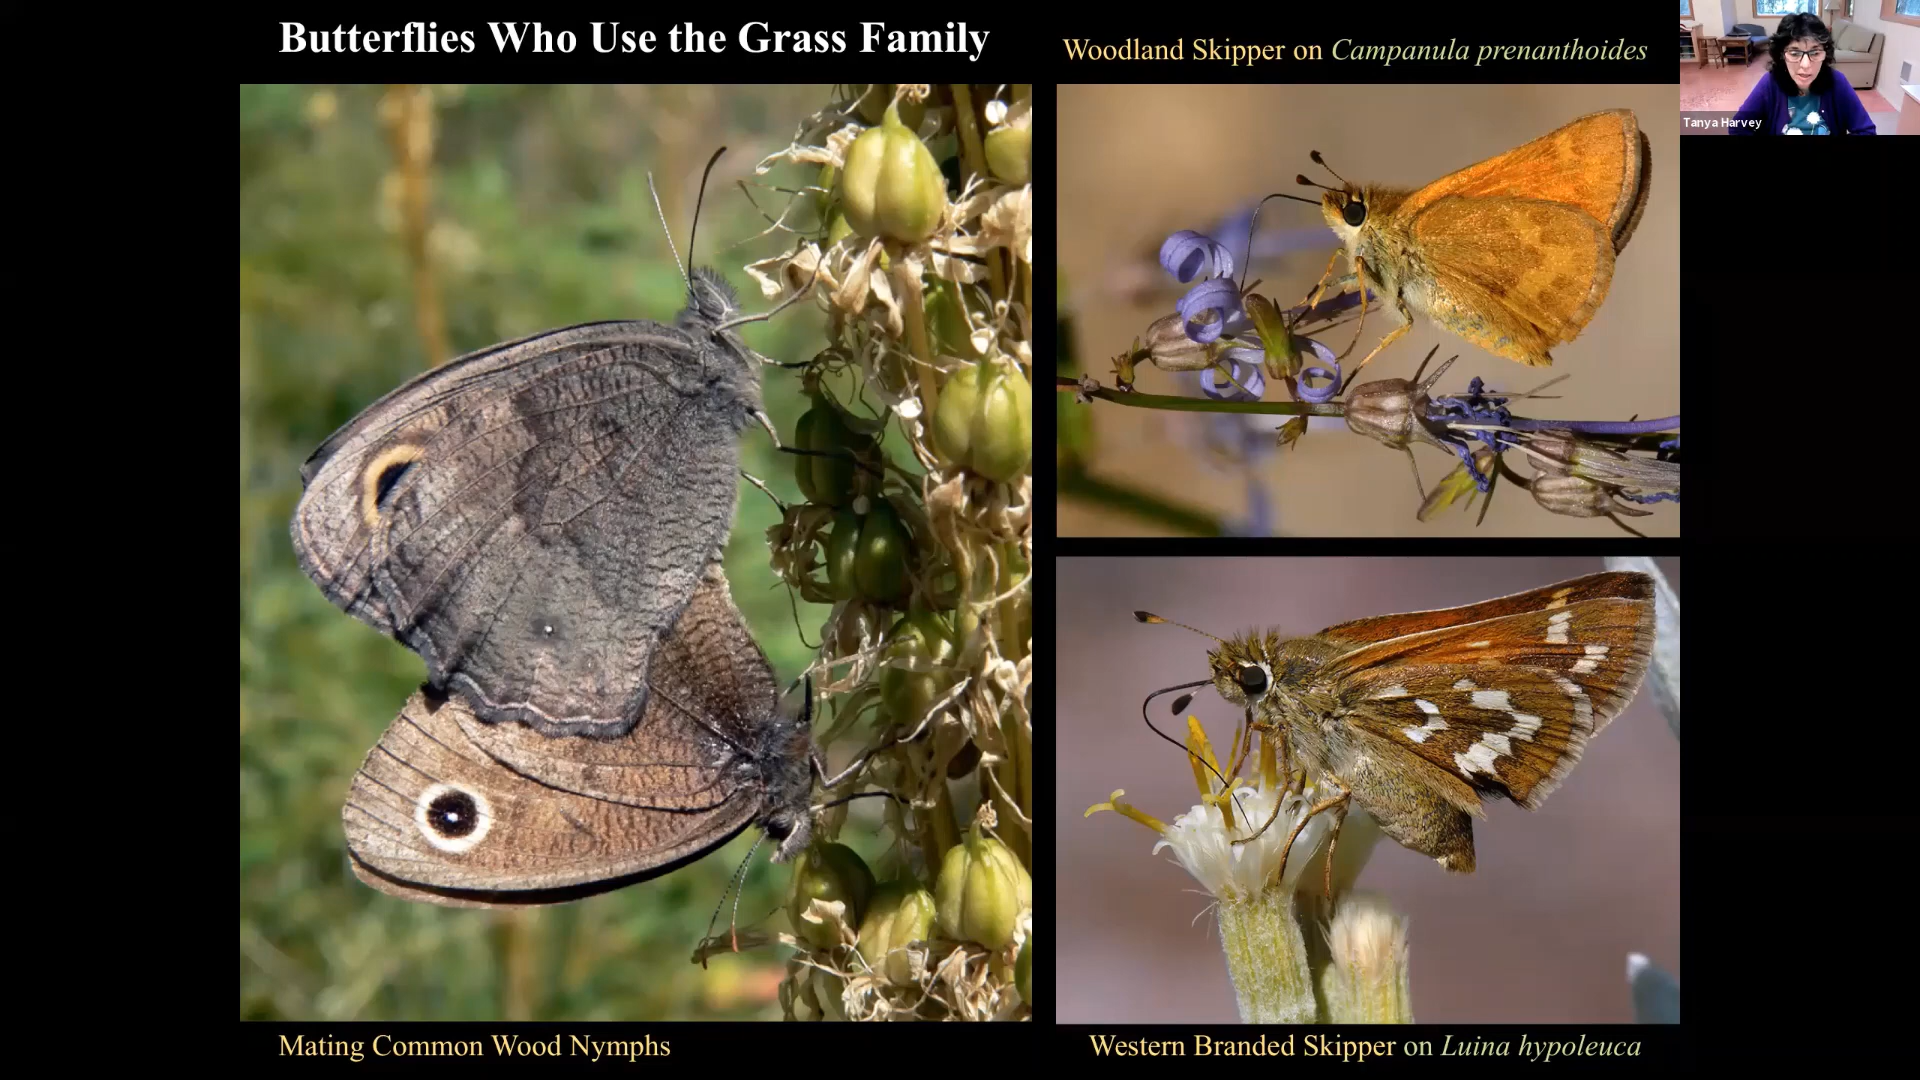 Butterflies Who Use the Grass Family
Woodland Skipper on Campanula prenanthoides
Tanya Harvey
Mating Common Wood Nymphs
Western Branded Skipper on Luina hypoleuca